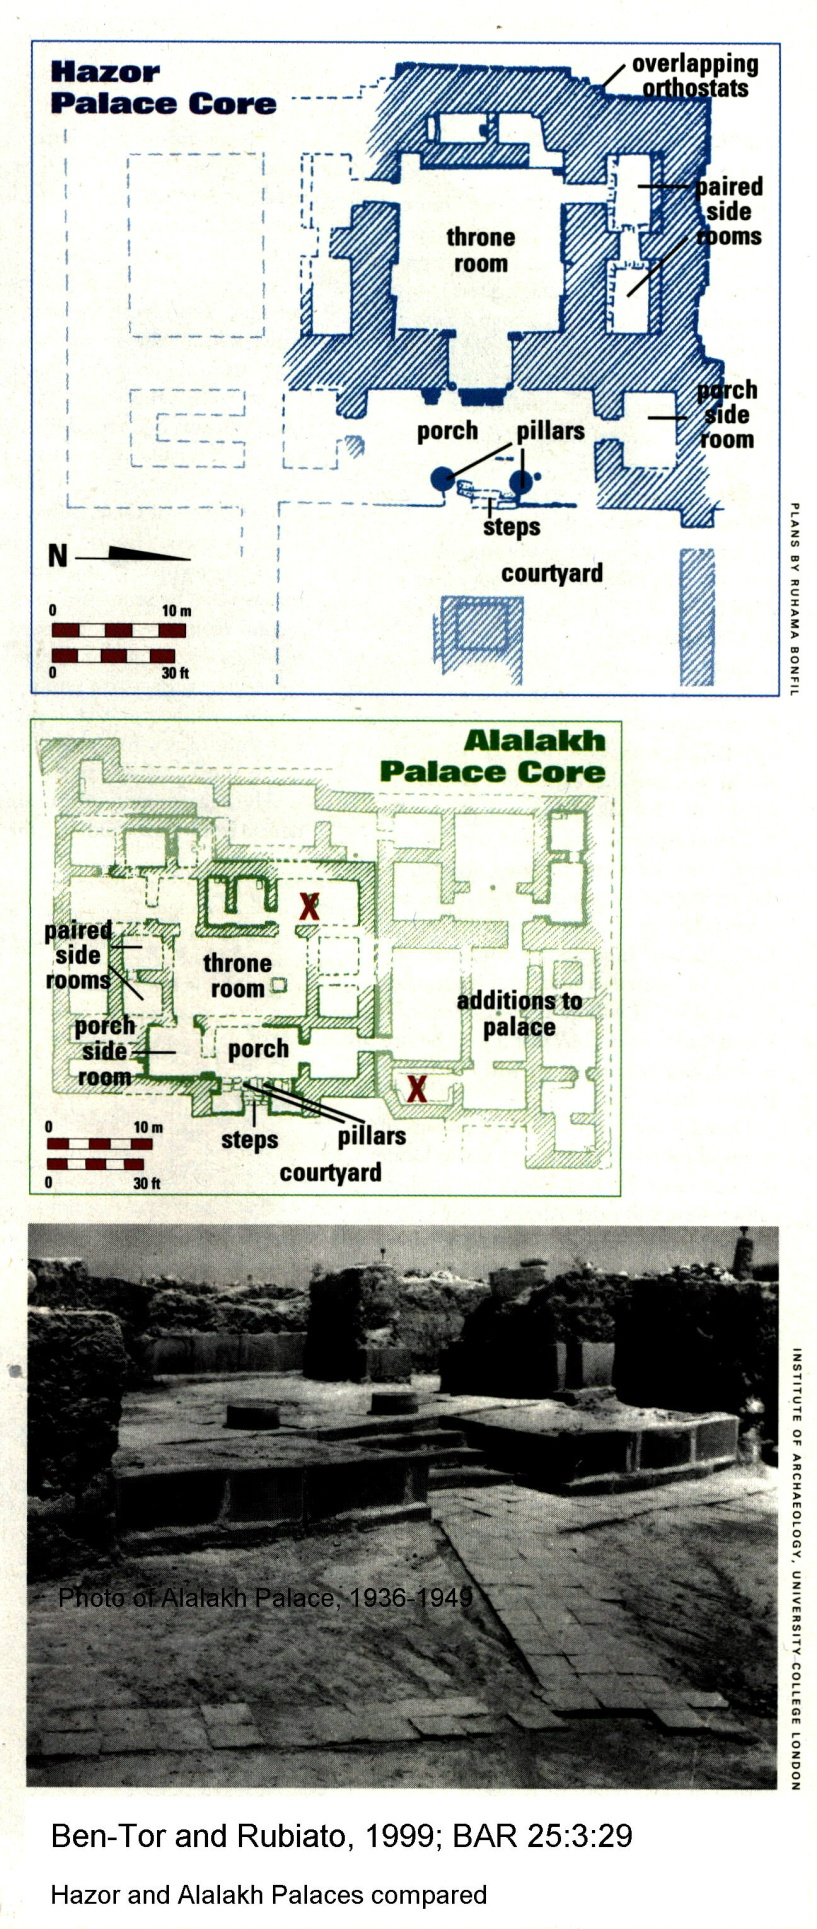 Hazor
Palace Core
overlapping
orthostats
paired
side
rooms
throne
room
porch
side
room
porch
pillars
steps
courtyard
N
0 10 m
0 30 ft
PLANS BY RUHAMA BONFIL
Alalakh
Palace Core
X
paired
side
rooms
throne
room
additions to
palace
porch
side
room
porch
X
steps
pillars
courtyard
0 10 m
0 30 ft
Photo of Alalakh Palace, 1936-1949
INSTITUTE OF ARCHAEOLOGY, UNIVERSITY COLLEGE LONDON
Ben-Tor and Rubiato, 1999; BAR 25:3:29
Hazor and Alalakh Palaces compared